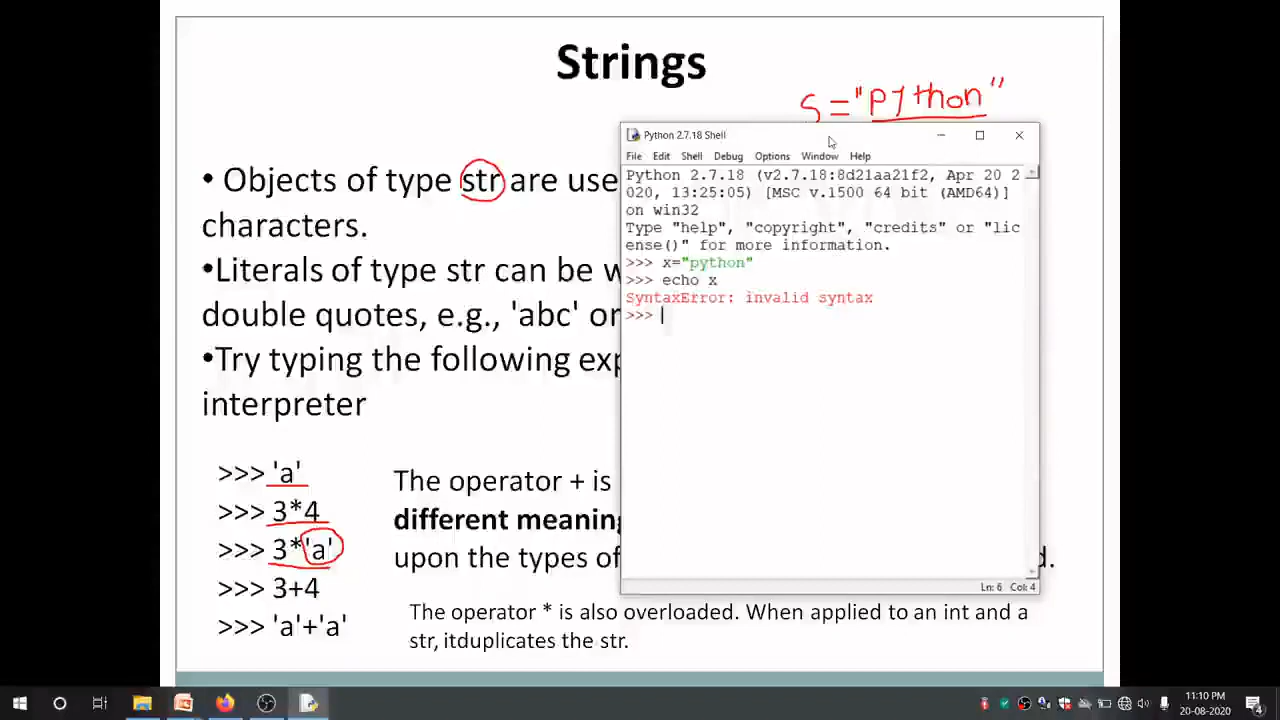 Strings
S="python"
• Objects of type str are use
characters.
•Literals of type str can be w
double quotes, e.g., 'abc' or
•Try typing the following exp
interpreter
>>> 'a'
>>> 3*4
>>> 3*'a'
>>> 3+4
>>> 'a'+'a'
The operator + is
different meaning
upon the types of
d.
The operator * is also overloaded. When applied to an int and a
str, itduplicates the str.
Python 2.7.18 Shell
File Edit Shell Debug Options Window Help
Python 2.7.18 (v2.7.18:8d21aa21f2, Apr 20 2
020, 13:25:05) [MSC v.1500 64 bit (AMD64)]
on win32
Type "help", "copyright", "credits" or "lic
ense()" for more information.
>>> x="python"
>>> echo x
SyntaxError: invalid syntax
>>>
Ln: 6 Col: 4
11:10 PM
20-08-2020
4